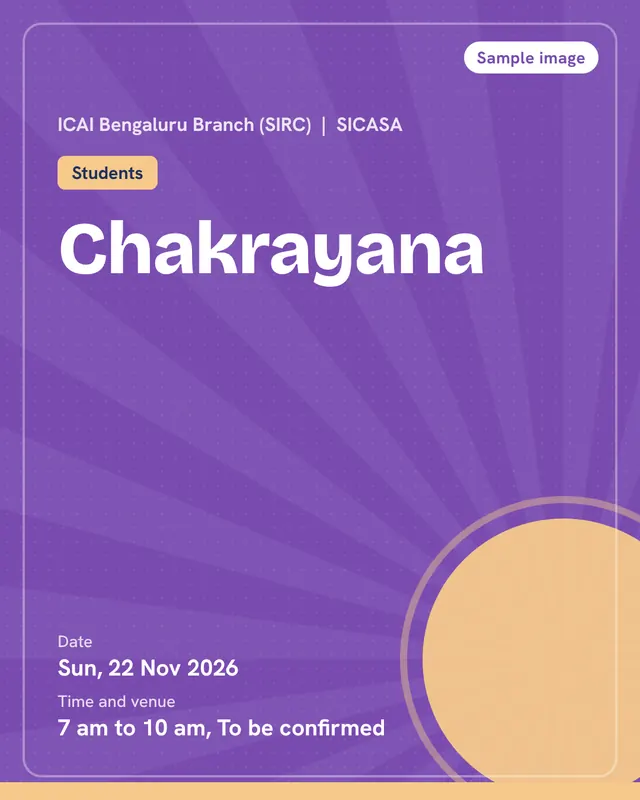 Sample image
ICAI Bengaluru Branch (SIRC) | SICASA
Students
Chakrayana
Date
Sun, 22 Nov 2026
Time and venue
7 am to 10 am, To be confirmed